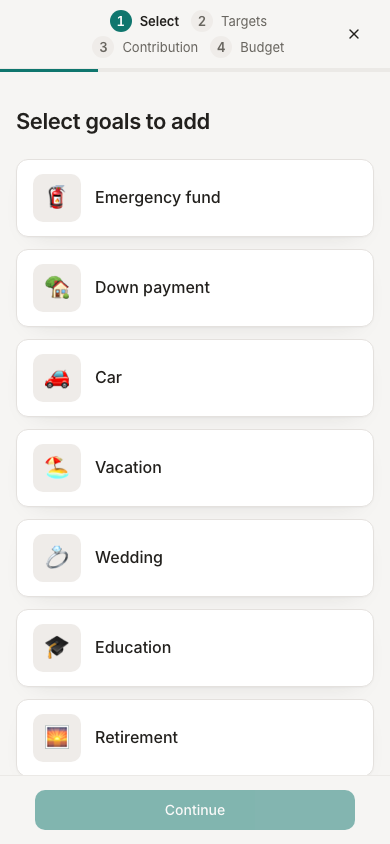 1 Select 2 Targets
3 Contribution 4 Budget
Select goals to add
Emergency fund
Down payment
Car
Vacation
Wedding
Education
Retirement
Continue